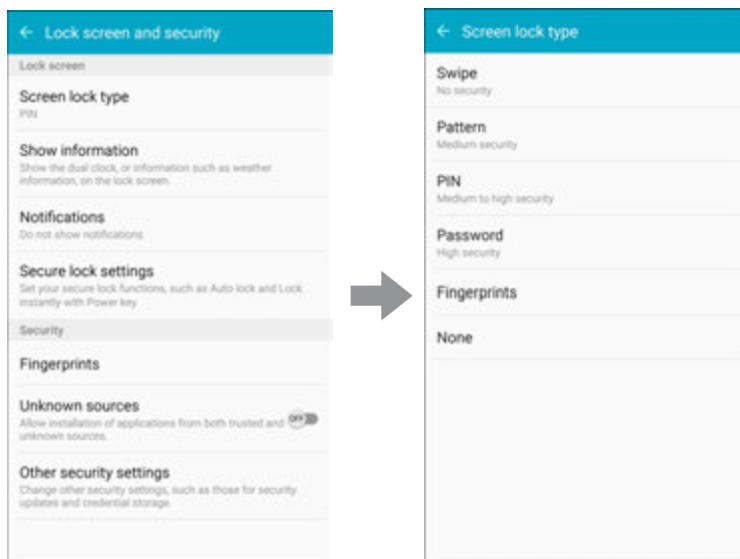 Lock screen and security
Lock screen
Screen lock type
PIN
Show information
Show the dual clock, or information such as weather
information, on the lock screen.
Notifications
Do not show notifications
Secure lock settings
Set your secure lock functions, such as Auto lock and Lock
instantly with Power key.
Security
Fingerprints
Unknown sources
Allow installation of applications from both trusted and
unknown sources.
OFF
Other security settings
Change other security settings, such as those for security
updates and credential storage.
Screen lock type
Swipe
No security
Pattern
Medium security
PIN
Medium to high security
Password
High security
Fingerprints
None